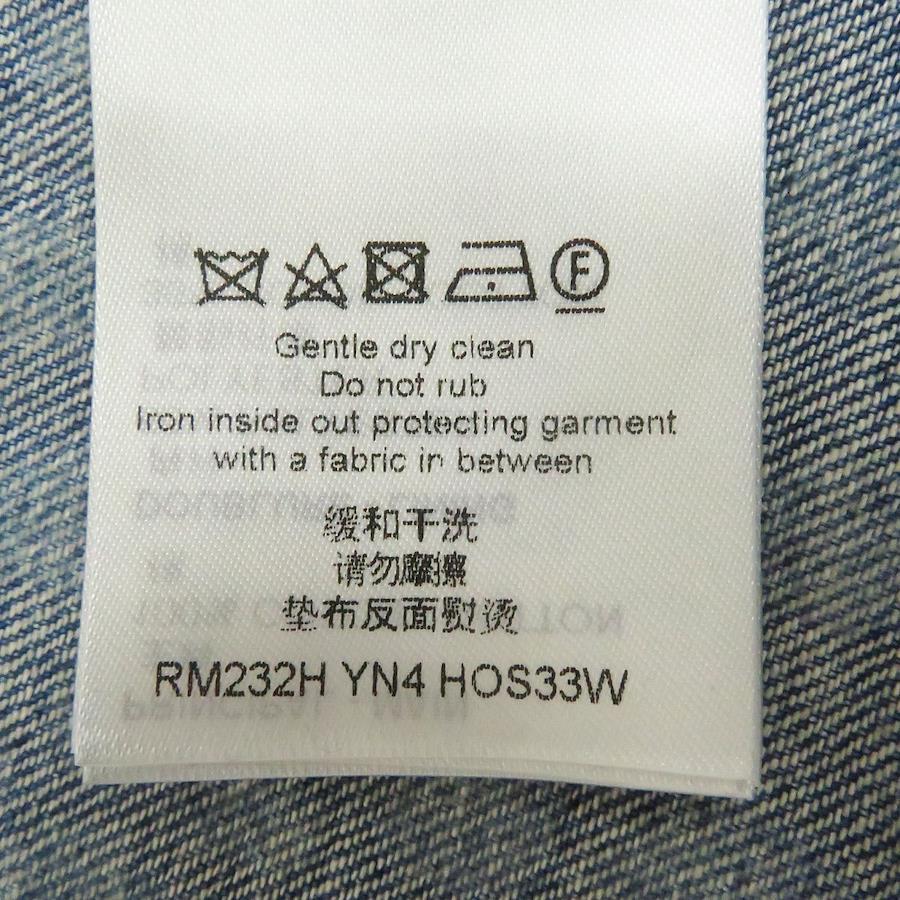 F
Gentle dry clean
Do not rub
Iron inside out protecting garment
with a fabric in between
缓和干洗
请勿摩擦
垫布反面熨烫
RM232H YN4 HOS33W